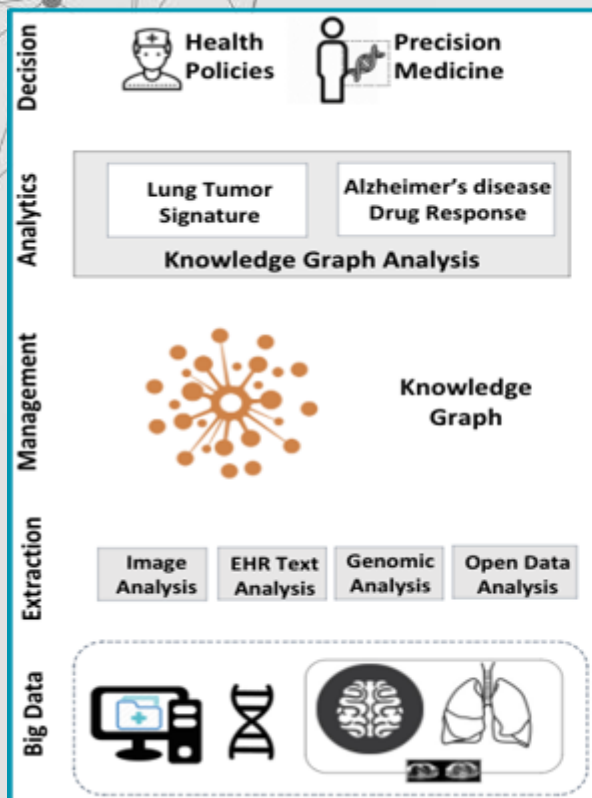 Decision
Health
Policies
Precision
Medicine
Analytics
Lung Tumor
Signature
Alzheimer's disease
Drug Response
Knowledge Graph Analysis
Management
Knowledge
Graph
Extraction
Image
Analysis
EHR Text
Analysis
Genomic
Analysis
Open Data
Analysis
Big Data